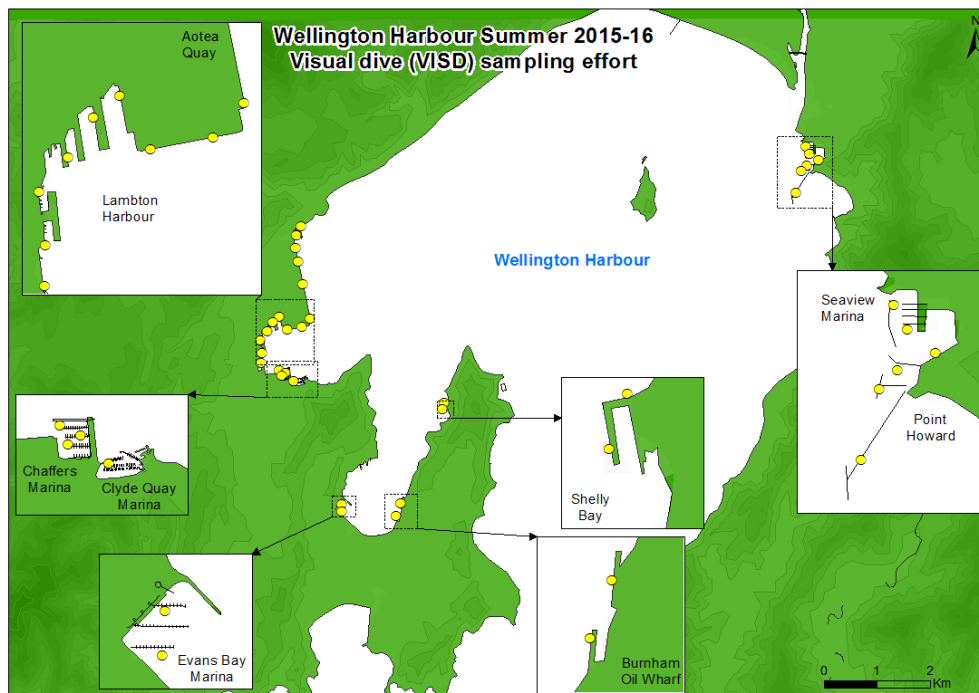 Wellington Harbour Summer 2015-16
Visual dive (VISD) sampling effort
N
Aotea
Quay
Lambton
Harbour
Wellington Harbour
Seaview
Marina
Point
Howard
Chaffers
Marina
Clyde Quay
Marina
Shelly
Bay
Evans Bay
Marina
Burnham
Oil Wharf
0 1 2
Km